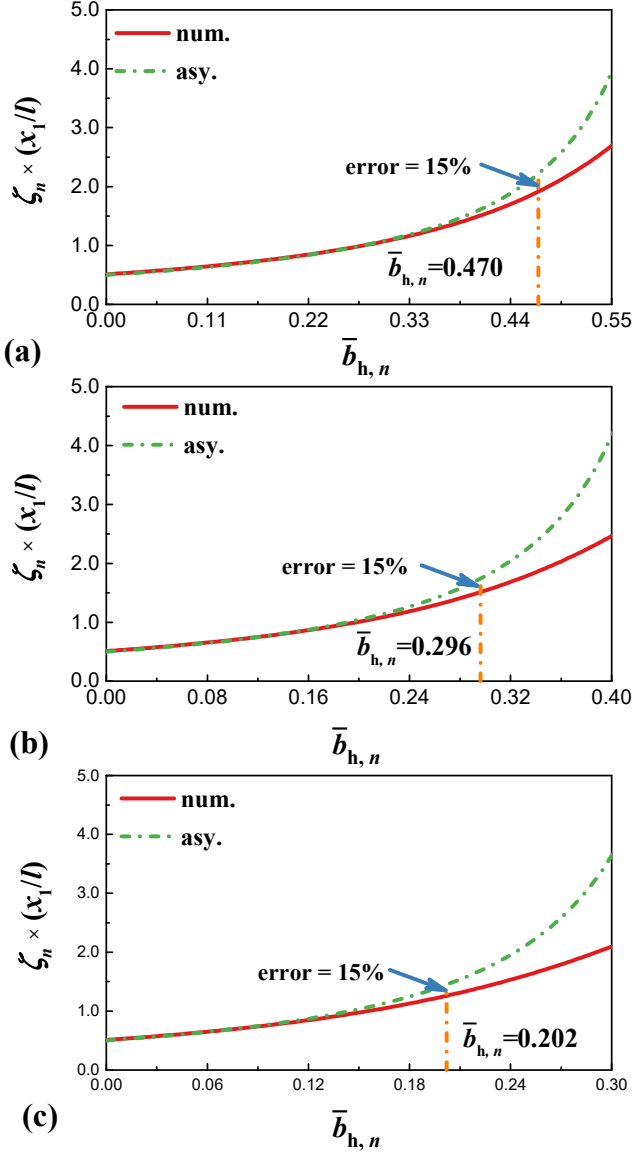 5.0
num.
4.0
asy.
3.0
error = 15%
2.0
1.0
b̄h, n=0.470
0.0
0.00 0.11 0.22 0.33 0.44 0.55
ζn × (x1/l)
(a)
b̄h, n
5.0
num.
4.0
asy.
3.0
2.0
error = 15%
1.0
b̄h, n=0.296
0.0
0.00 0.08 0.16 0.24 0.32 0.40
ζn × (x1/l)
(b)
b̄h, n
5.0
num.
4.0
asy.
3.0
2.0
error = 15%
1.0
b̄h, n=0.202
0.0
0.00 0.06 0.12 0.18 0.24 0.30
ζn × (x1/l)
(c)
b̄h, n